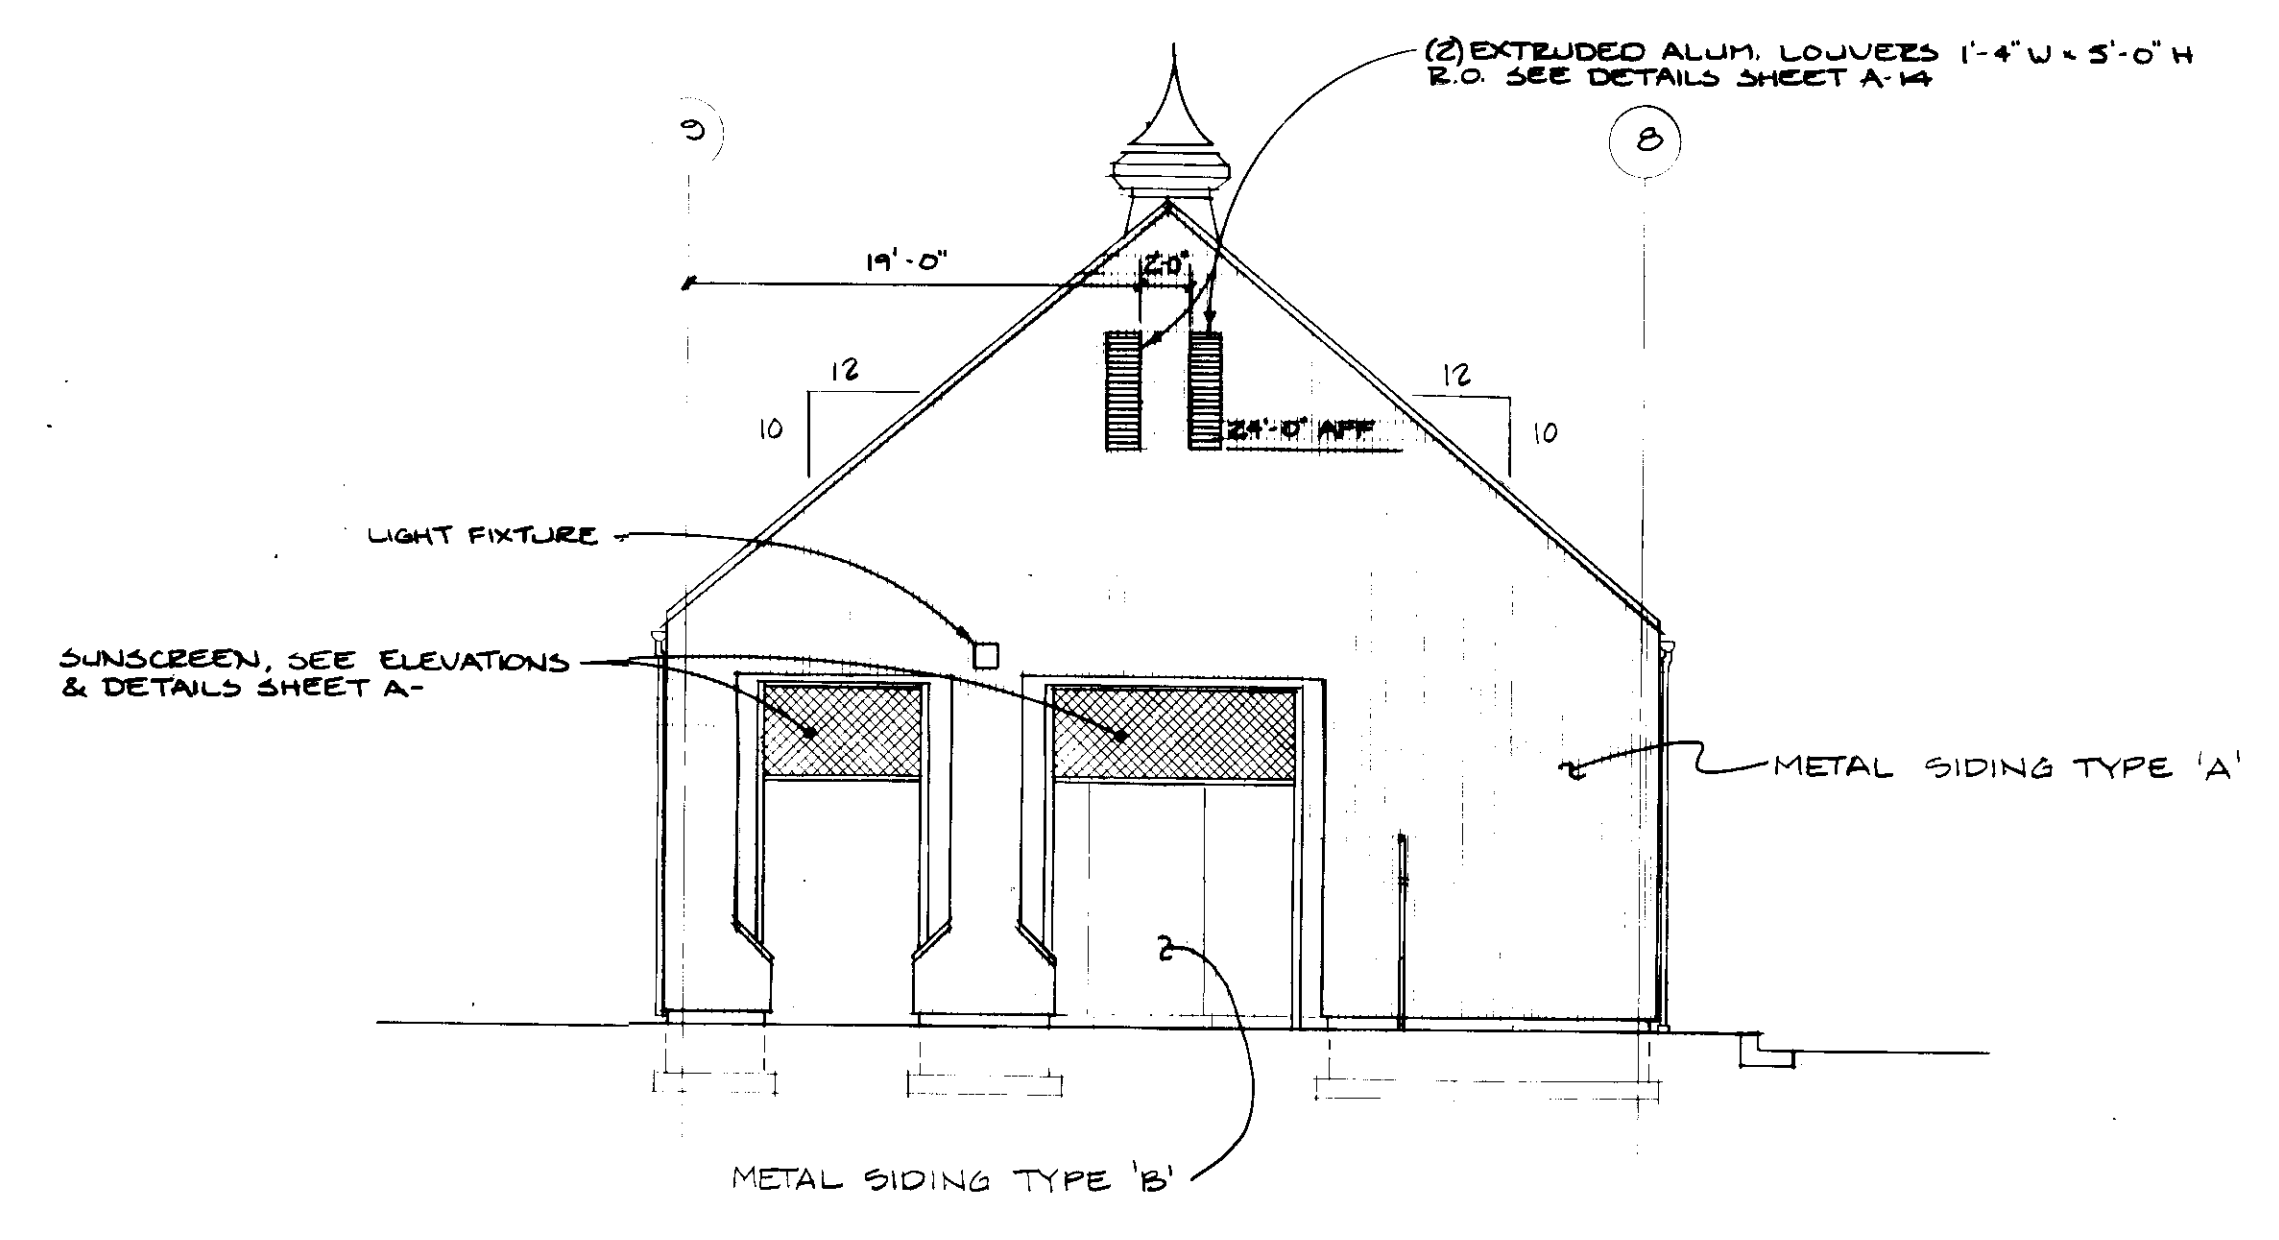 (2) EXTRUDED ALUM. LOUVERS 1'-4" W x 5'-0" H
R.O. SEE DETAILS SHEET A-14
9
8
19'-0"
2'-0"
12
10
12
10
24'-0" AFF
LIGHT FIXTURE
SUNSCREEN, SEE ELEVATIONS
& DETAILS SHEET A-
METAL SIDING TYPE 'A'
METAL SIDING TYPE 'B'